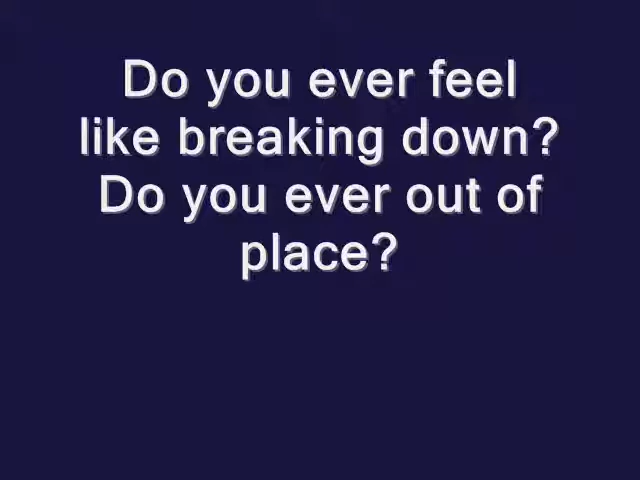 Do you ever feel
like breaking down?
Do you ever out of
place?